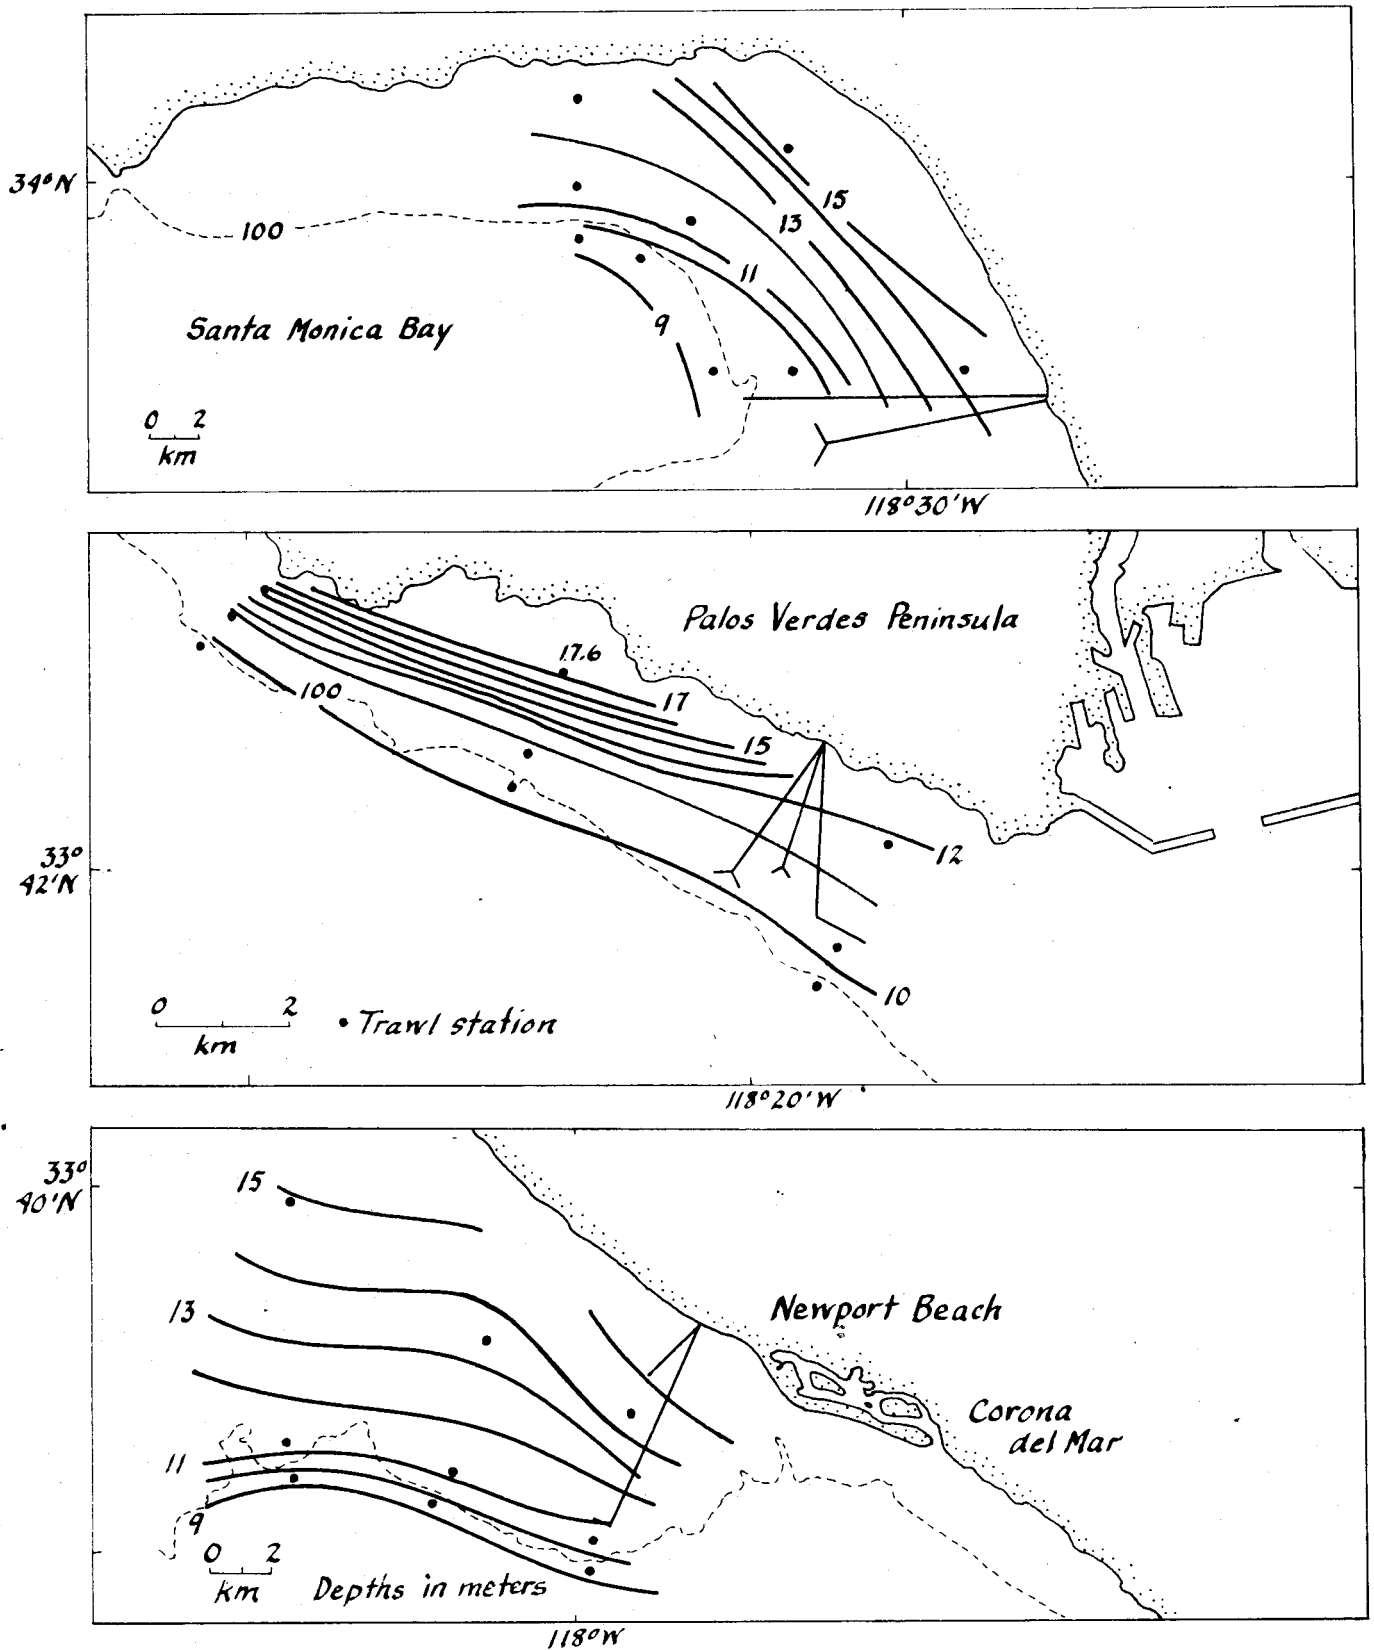 34°N
100
15
13
11
9
Santa Monica Bay
0 2
km
118°30'W
Palos Verdes Peninsula
17.6
17
100
15
12
33°
42'N
10
0 2
km
• Trawl station
118°20'W
33°
40'N
15
13
Newport Beach
Corona
del Mar
11
9
0 2
km
Depths in meters
118°W